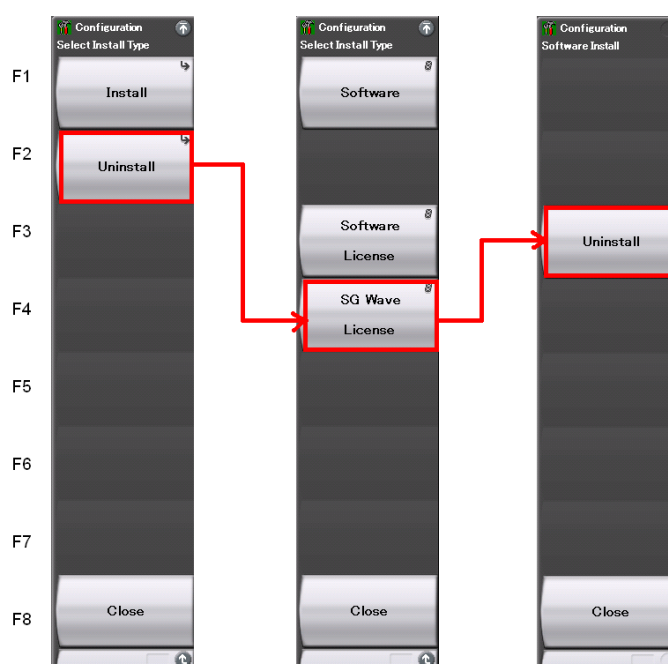 Configuration
Select Install Type
Install
Uninstall
Close
Configuration
Select Install Type
Software
Software
License
SG Wave
License
Close
Configuration
Software Install
Uninstall
Close
F1
F2
F3
F4
F5
F6
F7
F8